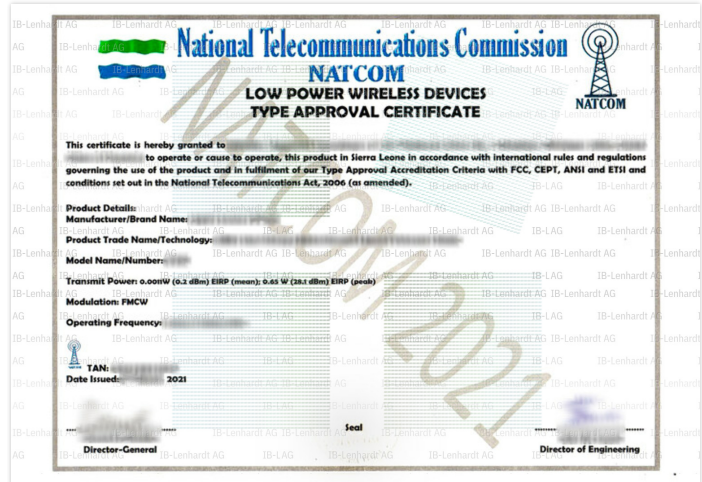 National Telecommunications Commission
NATCOM
NATCOM
LOW POWER WIRELESS DEVICES
TYPE APPROVAL CERTIFICATE
This certificate is hereby granted to
to operate or cause to operate, this product in Sierra Leone in accordance with international rules and regulations
governing the use of the product and in fulfilment of our Type Approval Accreditation Criteria with FCC, CEPT, ANSI and ETSI and
conditions set out in the National Telecommunications Act, 2006 (as amended).
Product Details:
Manufacturer/Brand Name:
Product Trade Name/Technology:
Model Name/Number:
Transmit Power: 0.001W (0.2 dBm) EIRP (mean); 0.65 W (28.1 dBm) EIRP (peak)
Modulation: FMCW
Operating Frequency:
TAN:
Date Issued: 2021
Seal
Director-General
Director of Engineering
NATCOM 2021
IB-Lenhardt AG